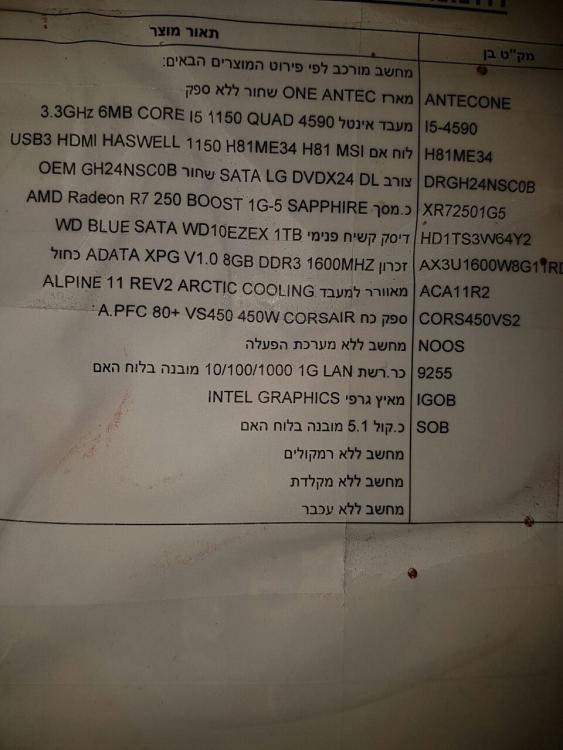 מק"ט בן תאור מוצר
מחשב מורכב לפי פירוט המוצרים הבאים:
ANTECONE מארז ONE ANTEC שחור ללא ספק
I5-4590 מעבד אינטל 3.3GHz 6MB CORE I5 1150 QUAD 4590
H81ME34 לוח אם USB3 HDMI HASWELL 1150 H81ME34 H81 MSI
DRGH24NSC0B צורב OEM GH24NSC0B שחור SATA LG DVDX24 DL
XR72501G5 כ.מסך AMD Radeon R7 250 BOOST 1G-5 SAPPHIRE
HD1TS3W64Y2 דיסק קשיח פנימי WD BLUE SATA WD10EZEX 1TB
זכרון ADATA XPG V1.0 8GB DDR3 1600MHZ כחול
ACA11R2 מאוורר למעבד ALPINE 11 REV2 ARCTIC COOLING
CORS450VS2 ספק כח A.PFC 80+ VS450 450W CORSAIR
NOOS מחשב ללא מערכת הפעלה
9255 כר.רשת 10/100/1000 1G LAN מובנה בלוח האם
IGOB מאיץ גרפי INTEL GRAPHICS
SOB כ.קול 5.1 מובנה בלוח האם
מחשב ללא רמקולים
מחשב ללא מקלדת
מחשב ללא עכבר